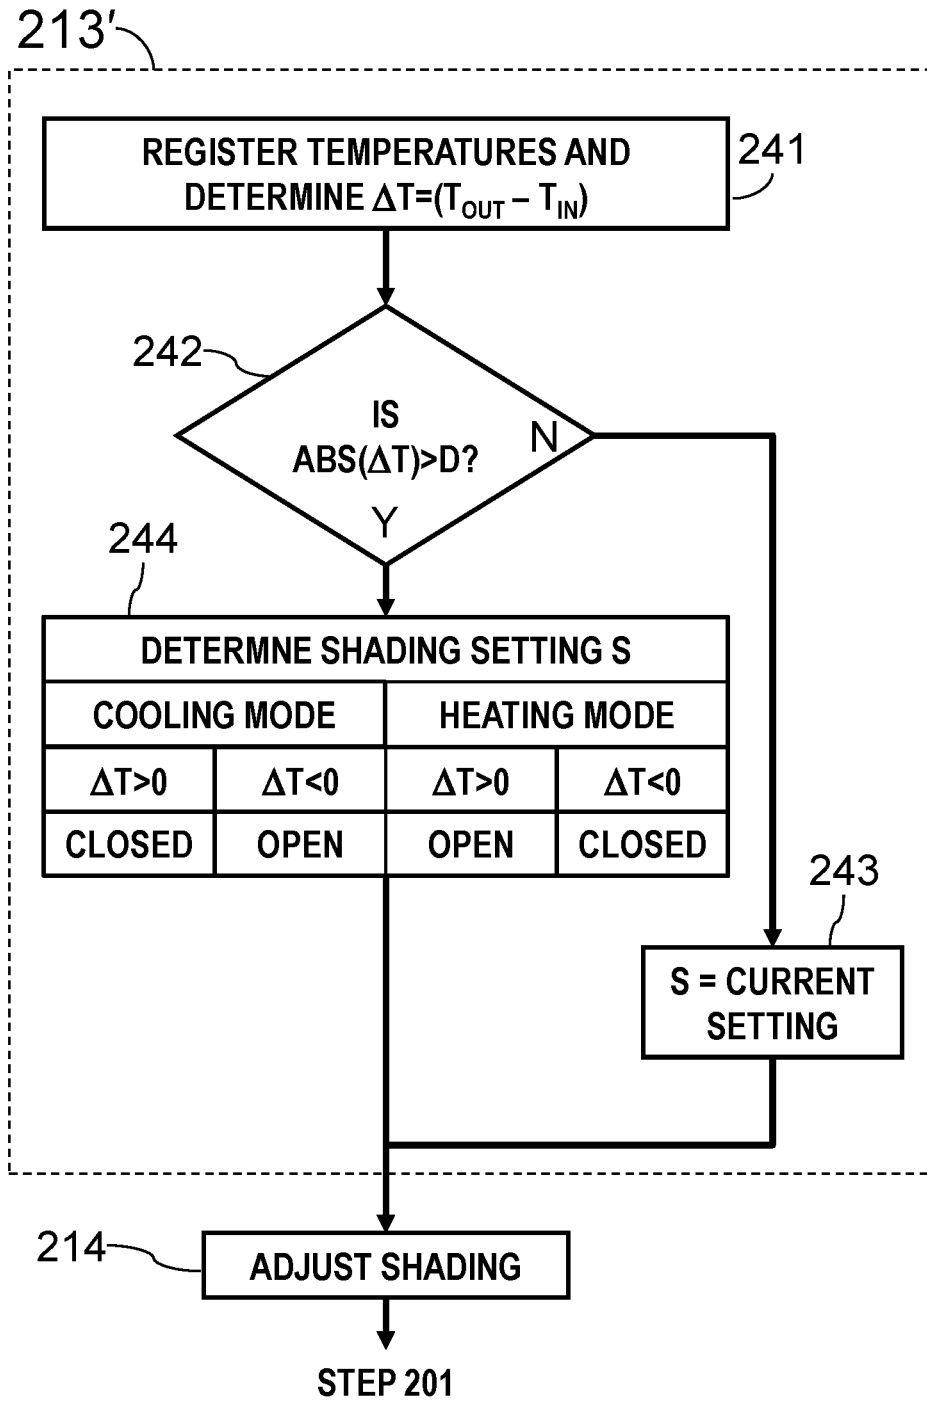 213′
REGISTER TEMPERATURES AND
DETERMINE ΔT=(TOUT – TIN)
241
242
IS
ABS(ΔT)>D?
N
Y
244
DETERMNE SHADING SETTING S
COOLING MODE HEATING MODE
ΔT>0 ΔT<0 ΔT>0 ΔT<0
CLOSED OPEN OPEN CLOSED
243
S = CURRENT
SETTING
214
ADJUST SHADING
STEP 201